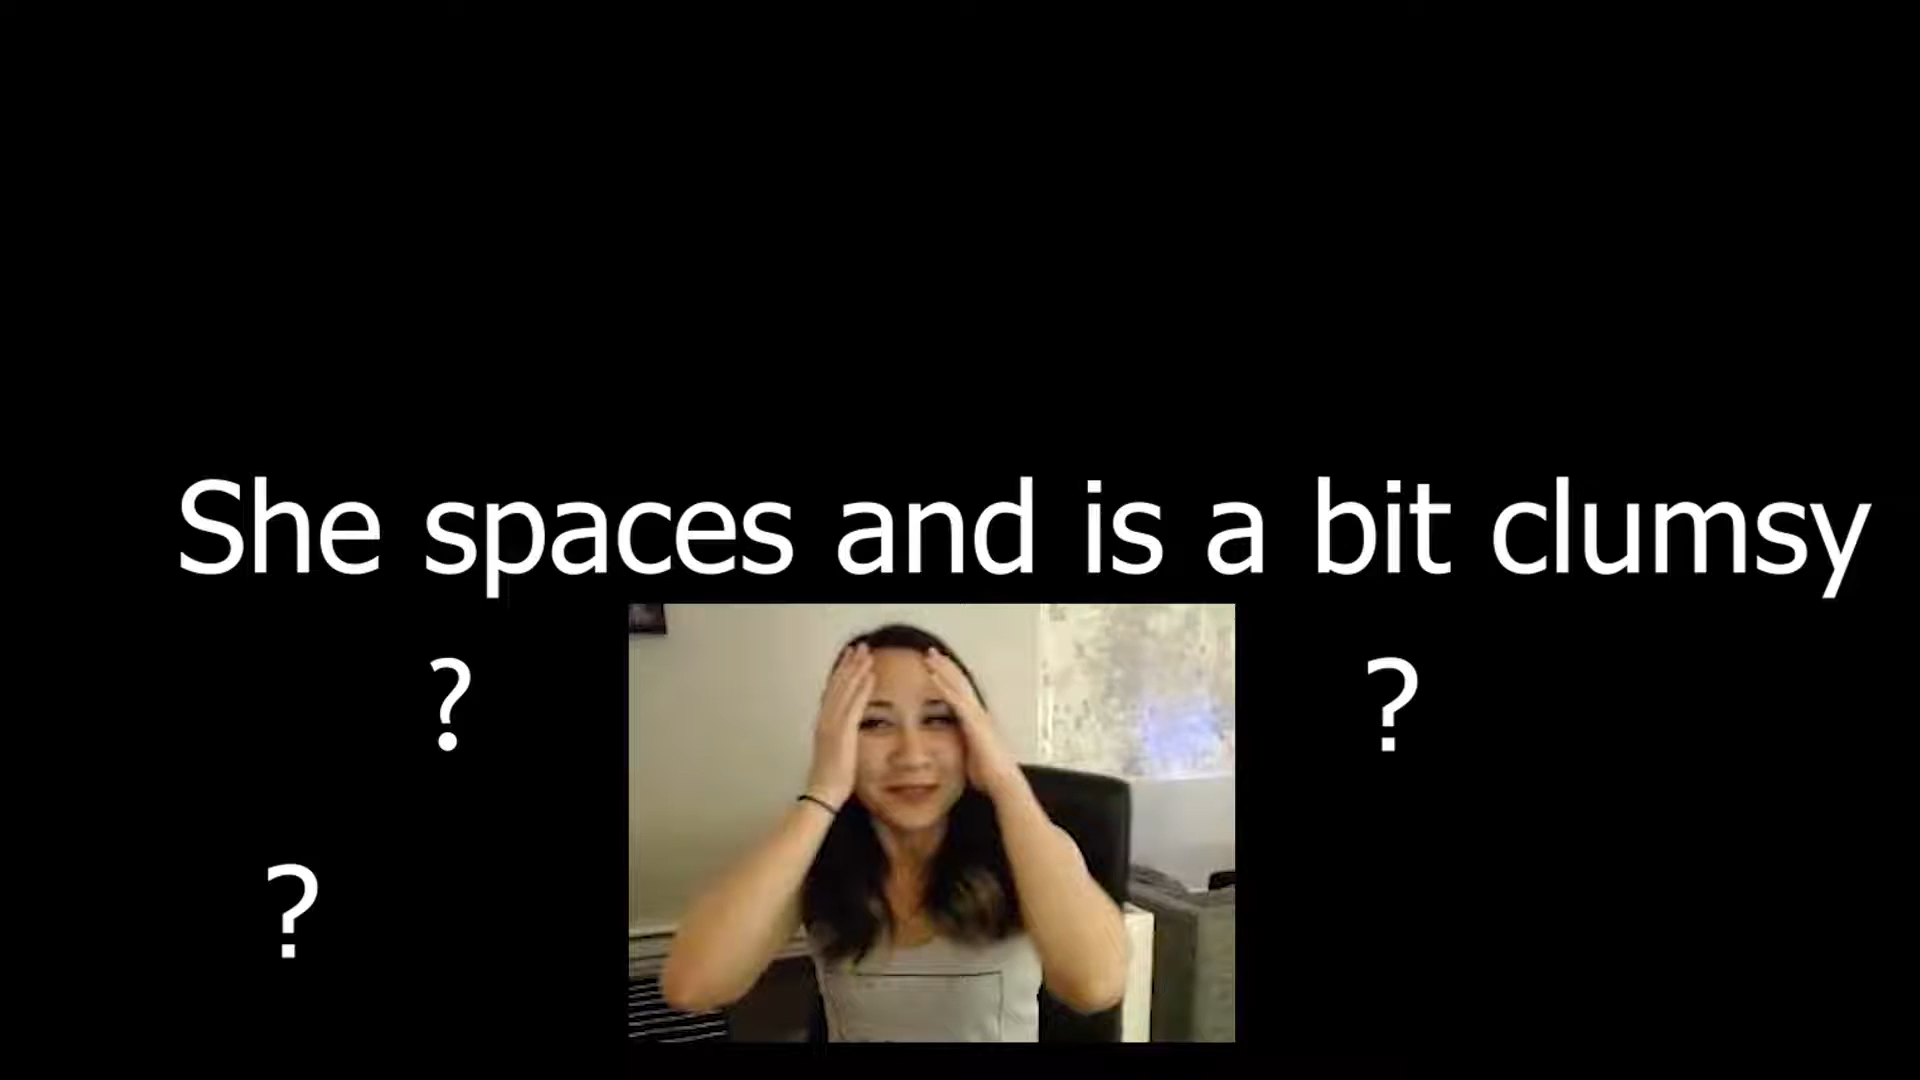 She spaces and is a bit clumsy
? ?
?